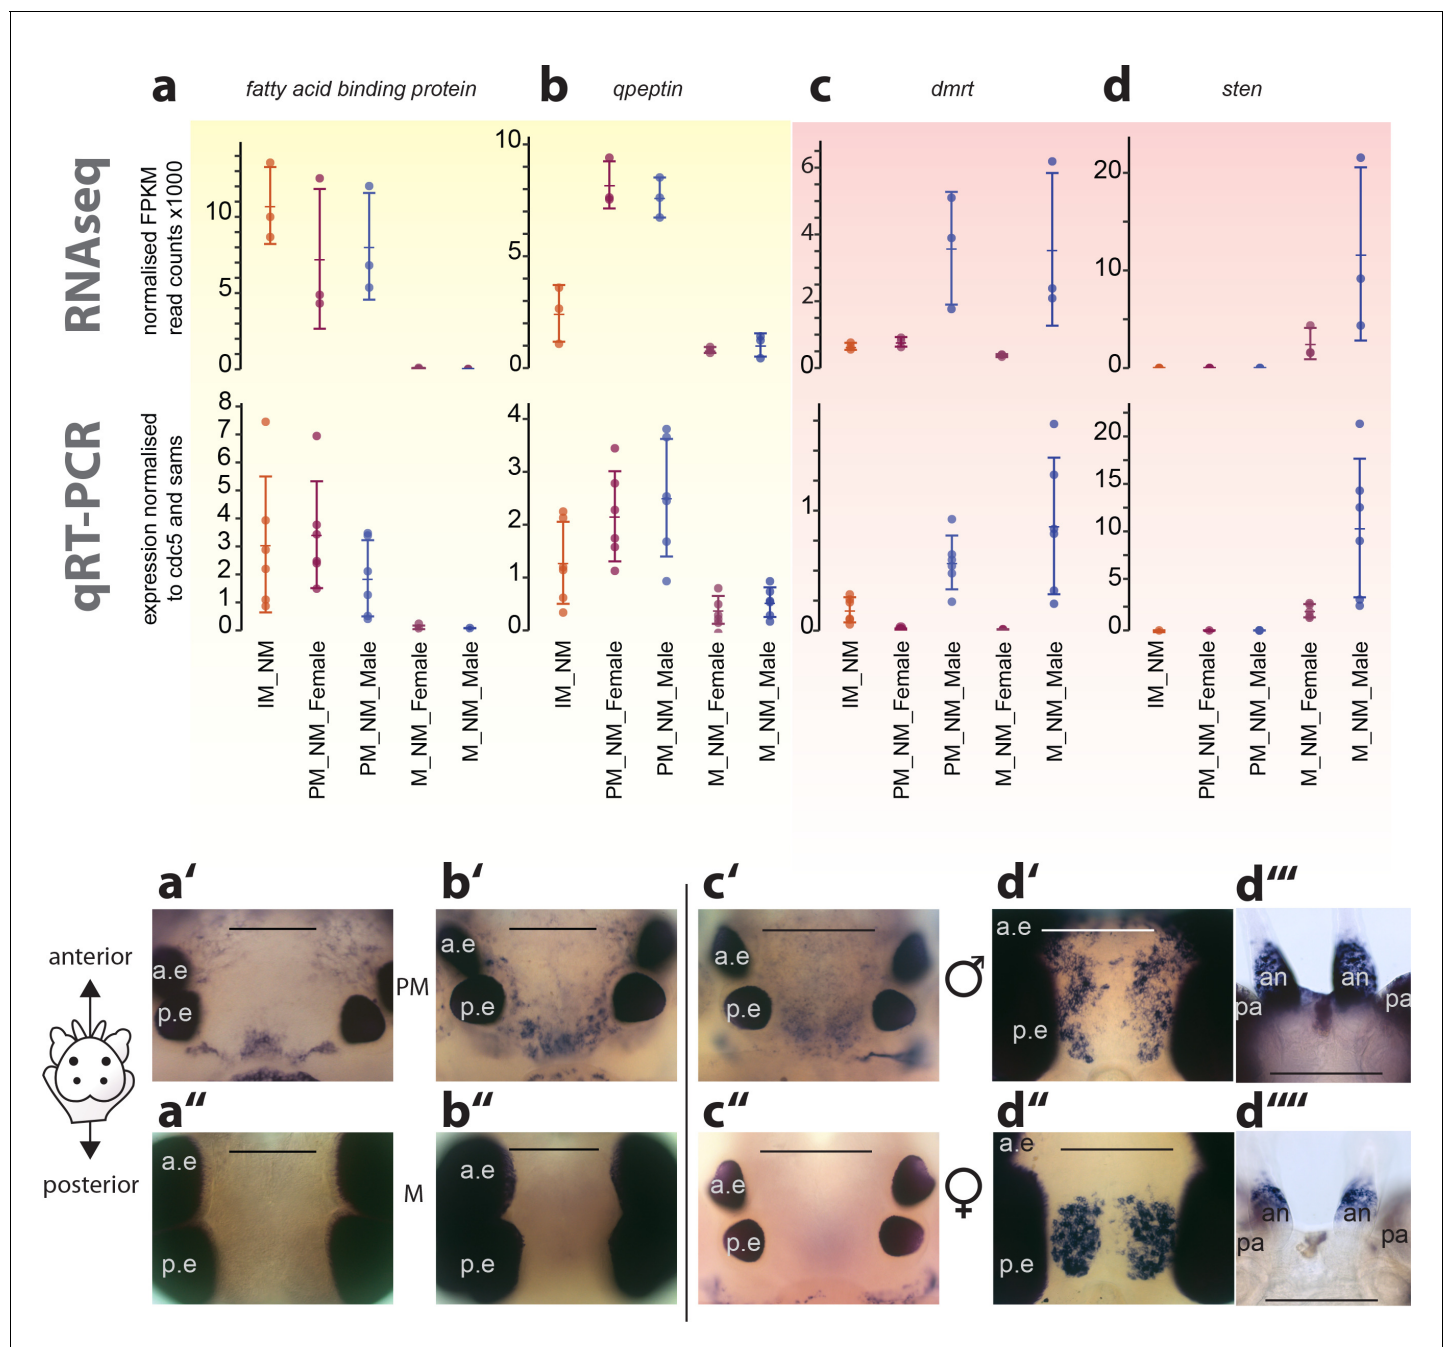 a fatty acid binding protein
b qpeptin
c dmrt
d sten
RNAseq
normalised FPKM
read counts x1000
10
5
0
10
5
0
6
4
2
0
20
10
0
qRT-PCR
expression normalised
to cdc5 and sams
8
7
6
5
4
3
2
1
0
4
3
2
1
0
1
0
20
15
10
5
0
IM_NM
PM_NM_Female
PM_NM_Male
M_NM_Female
M_NM_Male
IM_NM
PM_NM_Female
PM_NM_Male
M_NM_Female
M_NM_Male
IM_NM
PM_NM_Female
PM_NM_Male
M_NM_Female
M_NM_Male
IM_NM
PM_NM_Female
PM_NM_Male
M_NM_Female
M_NM_Male
a‘ b‘ c‘ d‘ d‘‘‘
anterior
posterior
a.e
p.e
PM
a.e
p.e
a.e
p.e
♂
a.e
p.e
an an
pa pa
a‘‘ b‘‘ c‘‘ d‘‘ d‘‘‘‘
a.e
p.e
M
a.e
p.e
a.e
p.e
♀
a.e
p.e
an an
pa pa